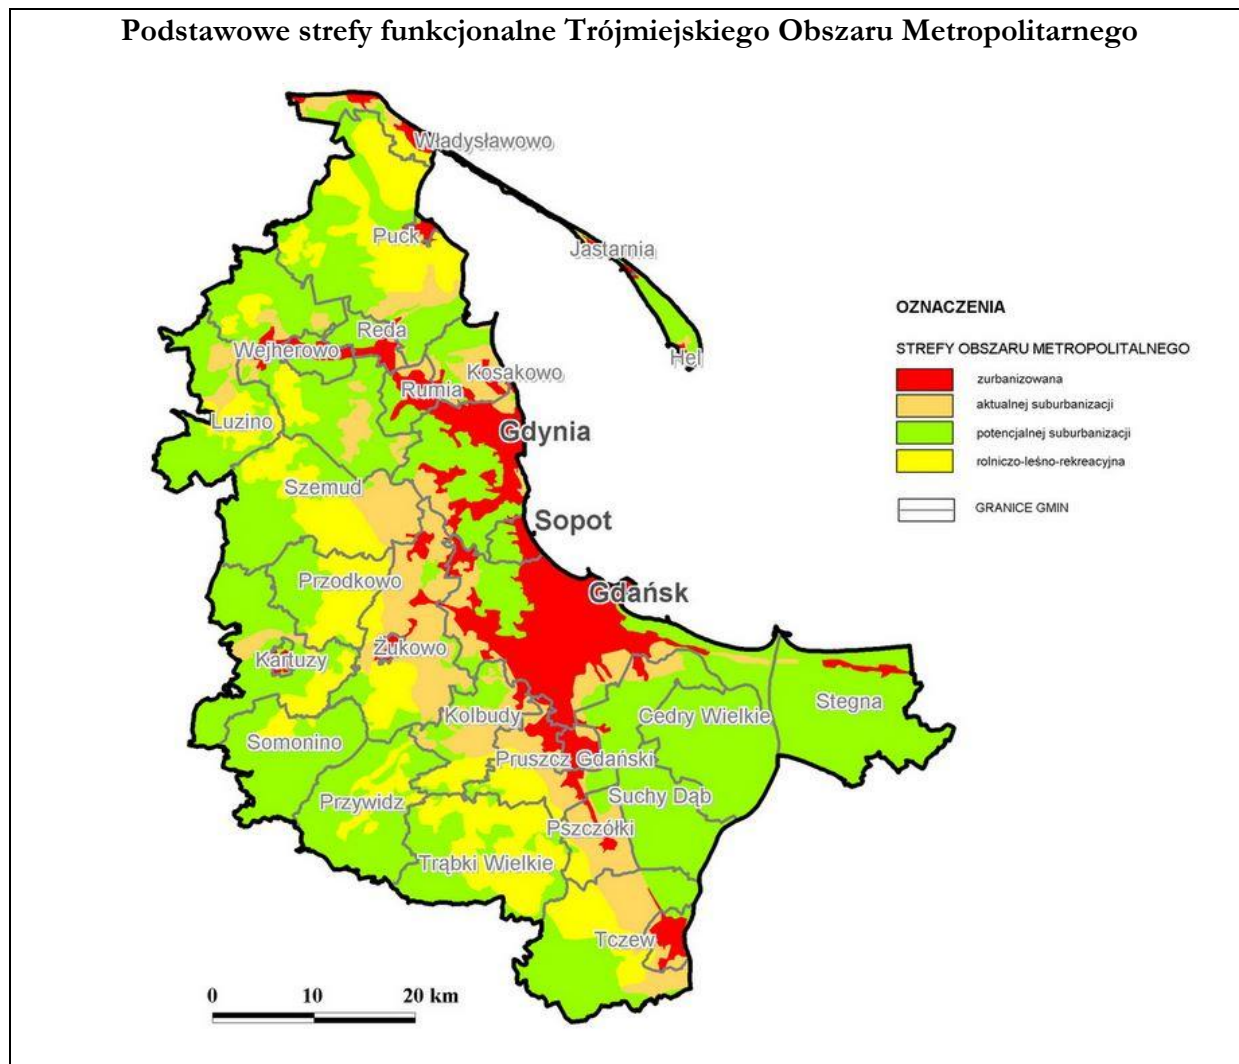 Podstawowe strefy funkcjonalne Trójmiejskiego Obszaru Metropolitarnego
Władysławowo
Puck
Jastarnia
Hel
Reda
Wejherowo
Kosakowo
Rumia
Luzino
Gdynia
Szemud
Sopot
Przodkowo
Gdańsk
Kartuzy
Żukowo
Stegna
Kolbudy
Cedry Wielkie
Somonino
Pruszcz Gdański
Przywidz
Suchy Dąb
Pszczółki
Trąbki Wielkie
Tczew
OZNACZENIA
STREFY OBSZARU METROPOLITALNEGO
zurbanizowana
aktualnej suburbanizacji
potencjalnej suburbanizacji
rolniczo-leśno-rekreacyjna
GRANICE GMIN
0 10 20 km